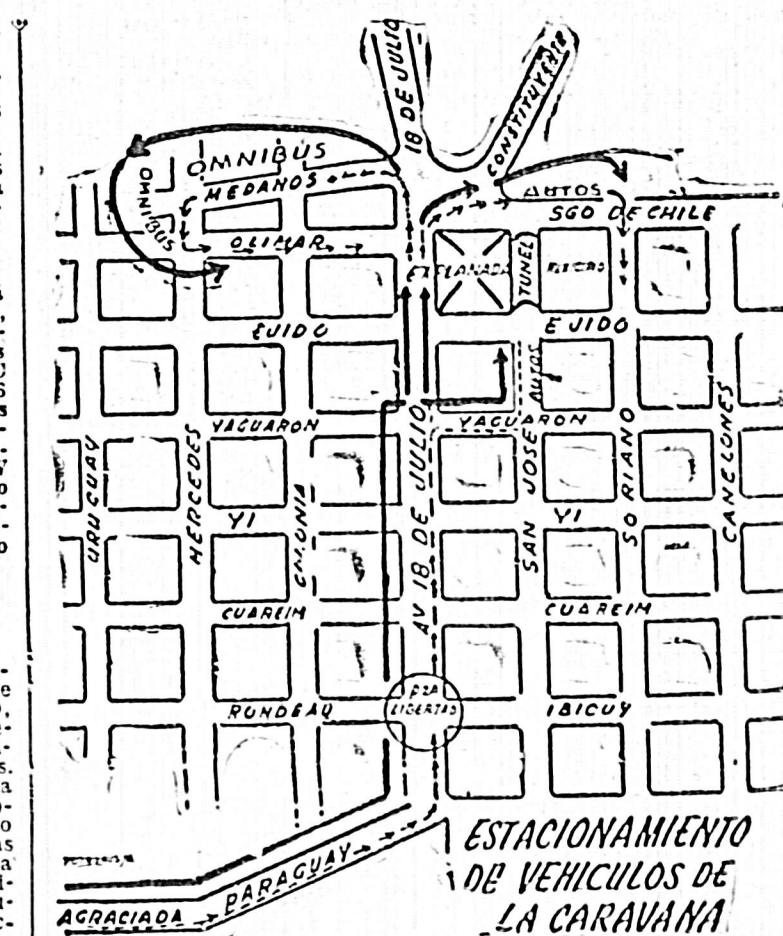 18 DE JULIO
CONSTITUYENTE
OMNIBUS
MEDANOS
OMNIBUS
AUTOS
SGO DE CHILE
OLIMAR
EXPLANADA
TUNEL
EJIDO
EJIDO
AUTOS
YAGUARON
YAGUARON
URUGUAY
MERCEDES
COLONIA
AV 18 DE JULIO
SAN JOSE
SORIANO
CANELONES
YI
YI
CUAREIM
CUAREIM
RONDEAU
PZA
LIBERTAD
IBICUY
PARAGUAY
AGRACIADA
ESTACIONAMIENTO
DE VEHICULOS DE
LA CARAVANA